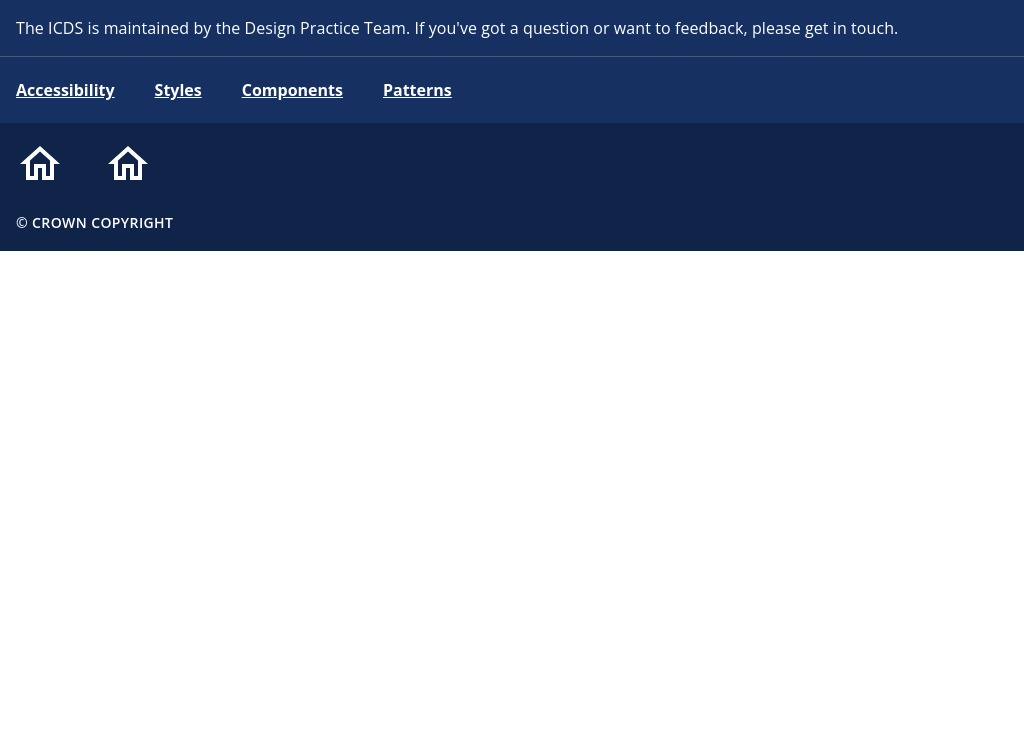 The ICDS is maintained by the Design Practice Team. If you've got a question or want to feedback, please get in touch.
Accessibility Styles Components Patterns
© CROWN COPYRIGHT